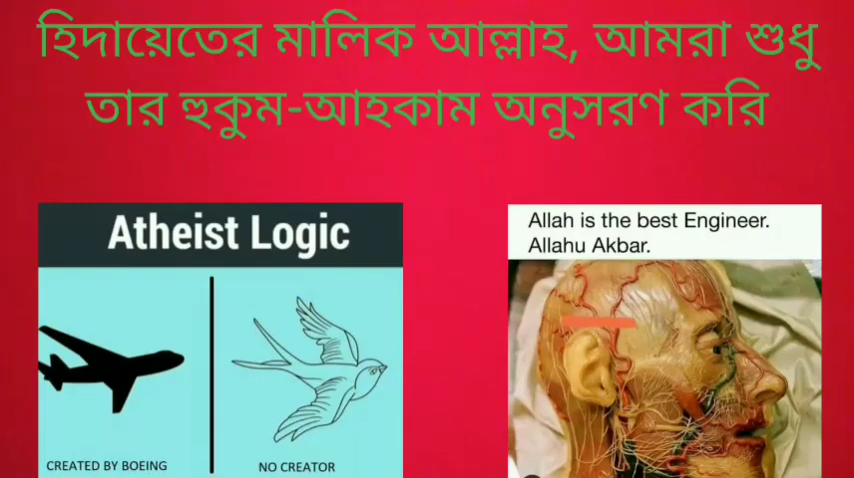 হিদায়েতের মালিক আল্লাহ, আমরা শুধু
তার হুকুম-আহকাম অনুসরণ করি
Atheist Logic
CREATED BY BOEING
NO CREATOR
Allah is the best Engineer.
Allahu Akbar.